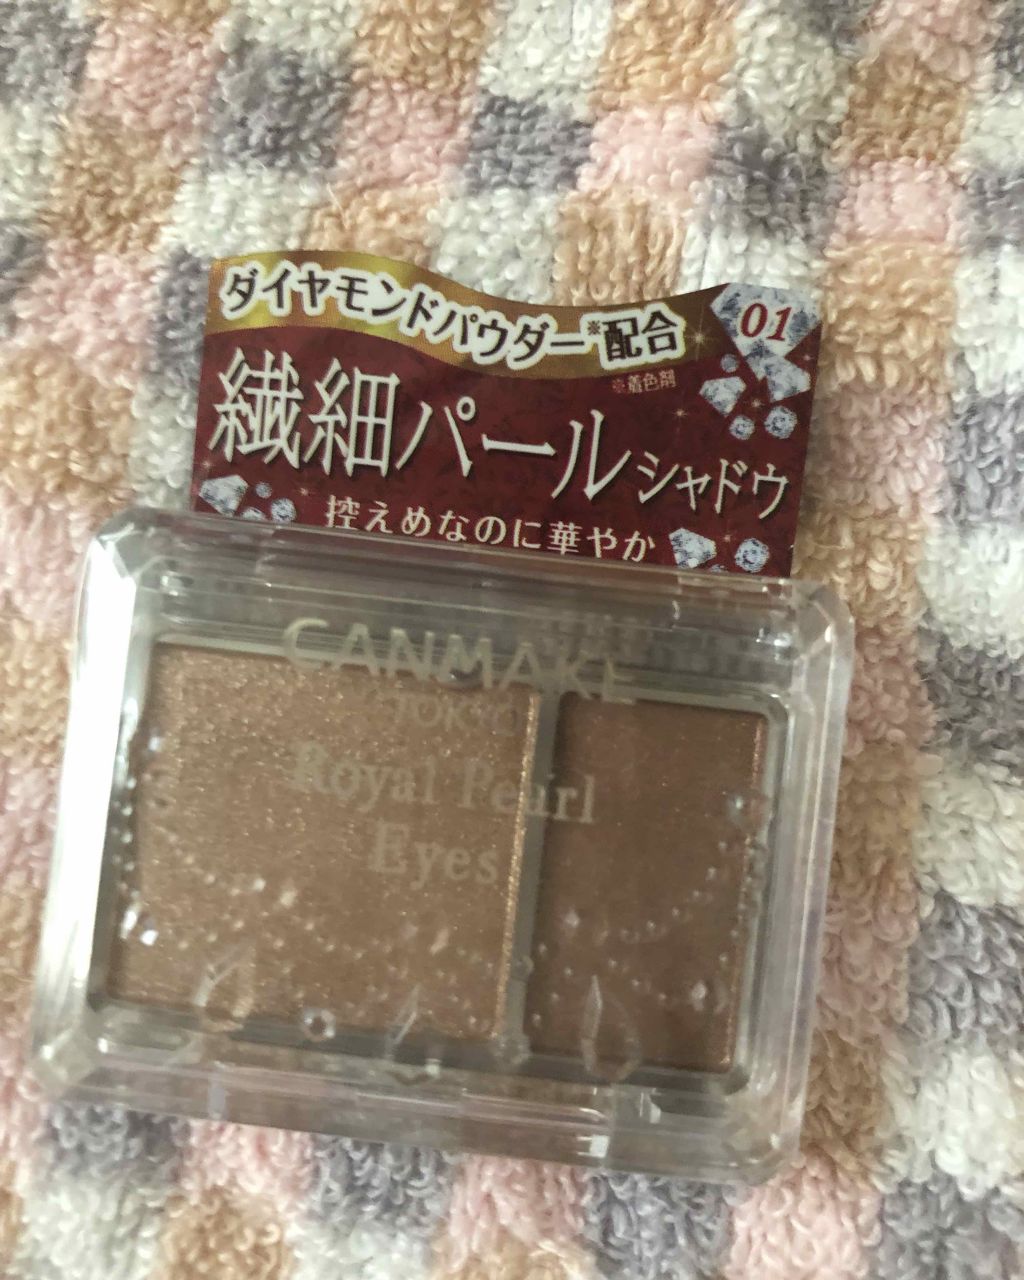 ダイヤモンドパウダー※配合
01
※着色剤
繊細パールシャドウ
控えめなのに華やか
CANMAKE
TOKYO
Royal Pearl
Eyes